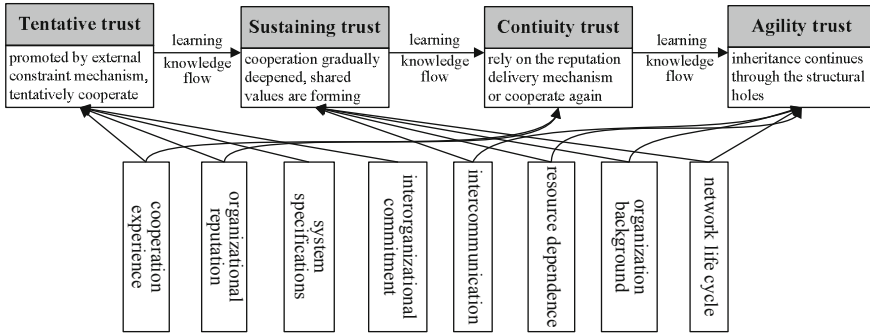 Tentative trust
promoted by external
constraint mechanism,
tentatively cooperate
learning
knowledge
flow
Sustaining trust
cooperation gradually
deepened, shared
values are forming
learning
knowledge
flow
Contiuity trust
rely on the reputation
delivery mechanism
or cooperate again
learning
knowledge
flow
Agility trust
inheritance continues
through the structural
holes
cooperation
experience
organizational
reputation
system
specifications
interorganizational
commitment
intercommunication
resource dependence
organization
background
network life cycle